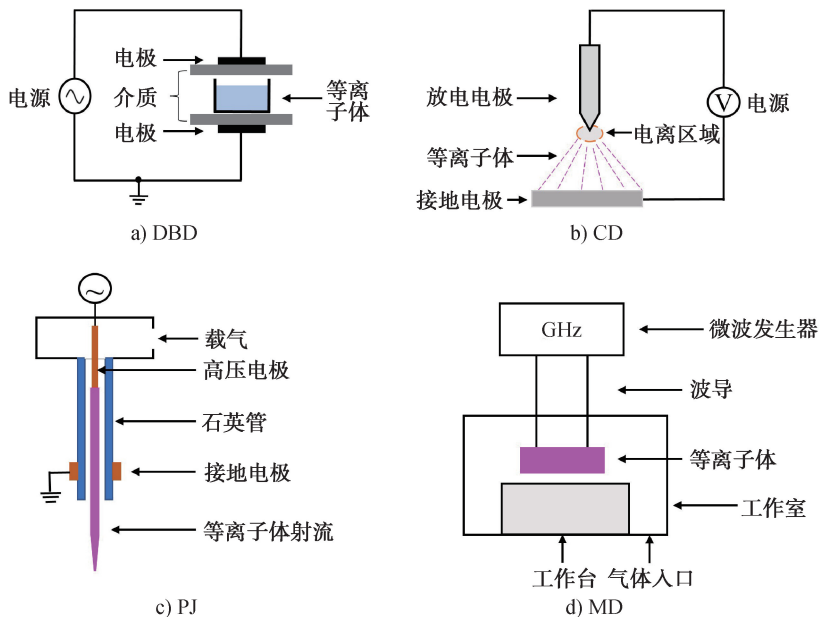 电源
电极
介质
电极
等离
子体
a) DBD
放电电极
V
电源
电离区域
等离子体
接地电极
b) CD
载气
高压电极
石英管
接地电极
等离子体射流
c) PJ
GHz
微波发生器
波导
等离子体
工作室
工作台 气体入口
d) MD